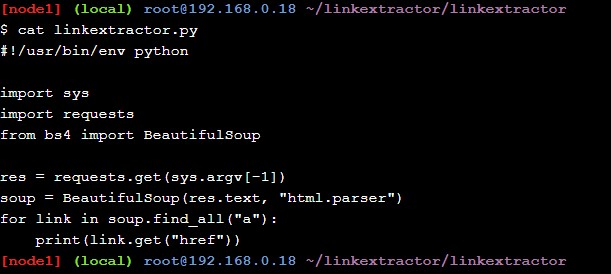 [node1] (local) root@192.168.0.18 ~/linkextractor/linkextractor
$ cat linkextractor.py
#!/usr/bin/env python

import sys
import requests
from bs4 import BeautifulSoup

res = requests.get(sys.argv[-1])
soup = BeautifulSoup(res.text, "html.parser")
for link in soup.find_all("a"):
    print(link.get("href"))
[node1] (local) root@192.168.0.18 ~/linkextractor/linkextractor